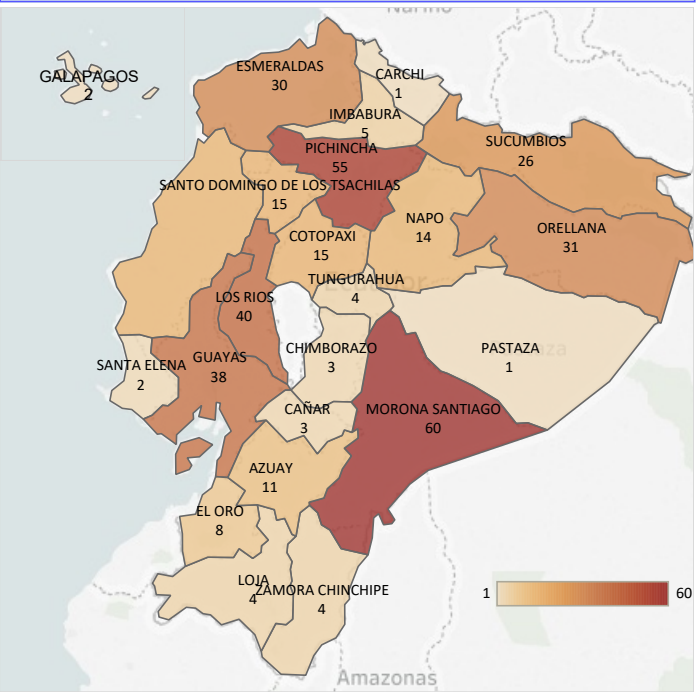 Nariño
GALAPAGOS
2
ESMERALDAS
30
CARCHI
1
IMBABURA
5
PICHINCHA
55
SUCUMBIOS
26
SANTO DOMINGO DE LOS TSACHILAS
15
NAPO
14
ORELLANA
31
COTOPAXI
15
TUNGURAHUA
4
LOS RIOS
40
GUAYAS
38
CHIMBORAZO
3
PASTAZA
1
SANTA ELENA
2
CAÑAR
3
MORONA SANTIAGO
60
AZUAY
11
EL ORO
8
LOJA
4
ZAMORA CHINCHIPE
4
1
60
Amazonas